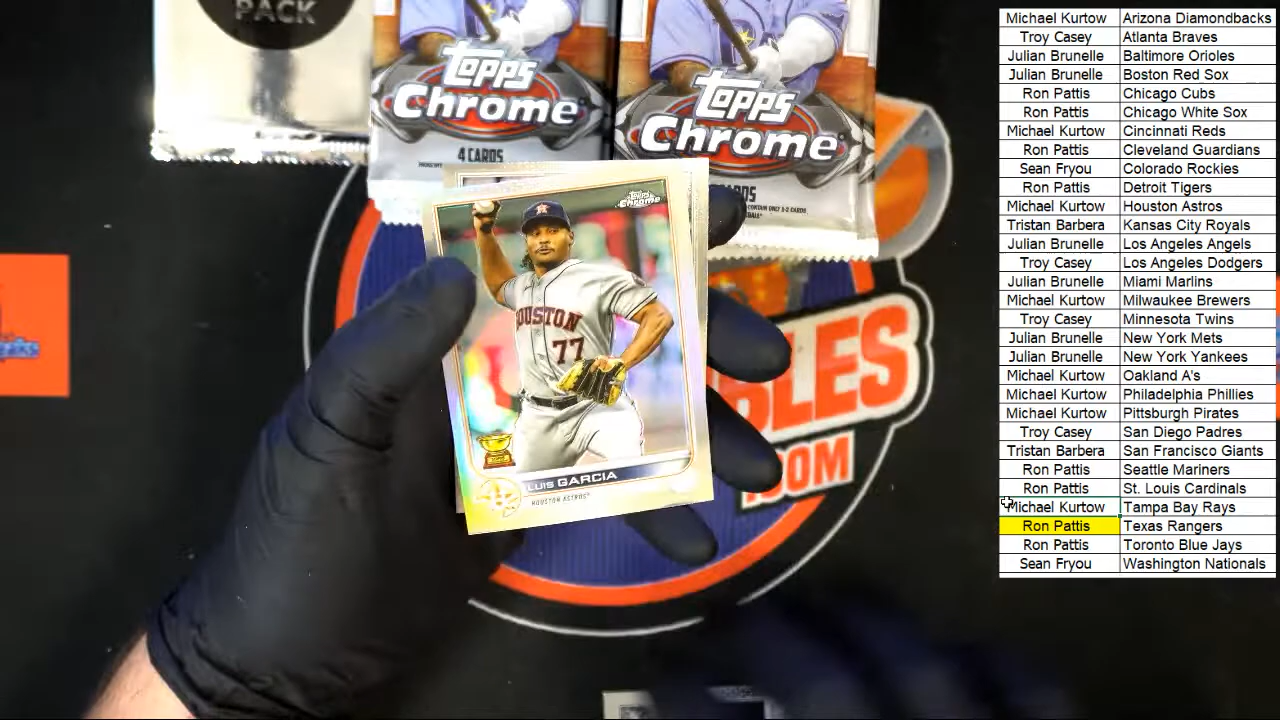 PACK
Topps
Chrome
4 CARDS
Topps
Chrome
Topps
Chrome
HOUSTON
77
LUIS GARCIA
HOUSTON ASTROS
Michael Kurtow Arizona Diamondbacks
Troy Casey Atlanta Braves
Julian Brunelle Baltimore Orioles
Julian Brunelle Boston Red Sox
Ron Pattis Chicago Cubs
Ron Pattis Chicago White Sox
Michael Kurtow Cincinnati Reds
Ron Pattis Cleveland Guardians
Sean Fryou Colorado Rockies
Ron Pattis Detroit Tigers
Michael Kurtow Houston Astros
Tristan Barbera Kansas City Royals
Julian Brunelle Los Angeles Angels
Troy Casey Los Angeles Dodgers
Julian Brunelle Miami Marlins
Michael Kurtow Milwaukee Brewers
Troy Casey Minnesota Twins
Julian Brunelle New York Mets
Julian Brunelle New York Yankees
Michael Kurtow Oakland A's
Michael Kurtow Philadelphia Phillies
Michael Kurtow Pittsburgh Pirates
Troy Casey San Diego Padres
Tristan Barbera San Francisco Giants
Ron Pattis Seattle Mariners
Ron Pattis St. Louis Cardinals
Michael Kurtow Tampa Bay Rays
Ron Pattis Texas Rangers
Ron Pattis Toronto Blue Jays
Sean Fryou Washington Nationals